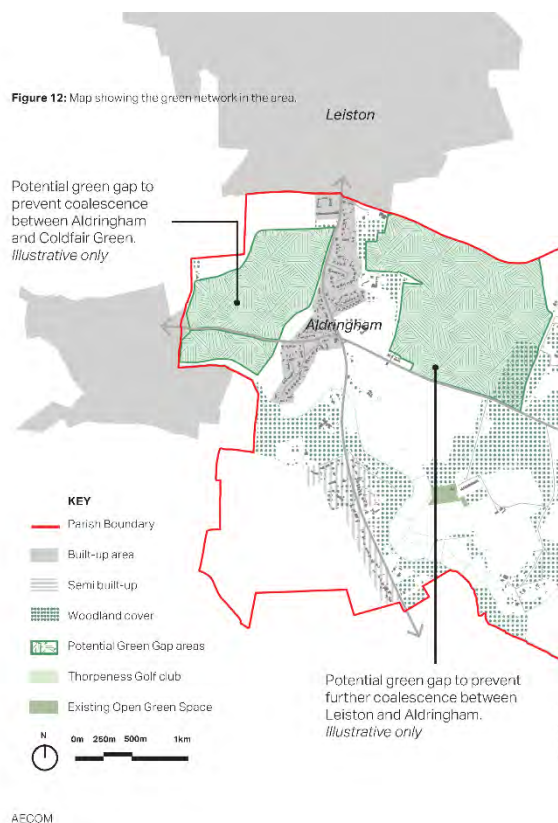 Figure 12: Map showing the green network in the area.
Leiston
Potential green gap to
prevent coalescence
between Aldringham
and Coldfair Green.
Illustrative only
Aldringham
KEY
Parish Boundary
Built-up area
Semi built-up
Woodland cover
Potential Green Gap areas
Thorpeness Golf club
Existing Open Green Space
Potential green gap to prevent
further coalescence between
Leiston and Aldringham.
Illustrative only
N
0m 250m 500m 1km
AECOM